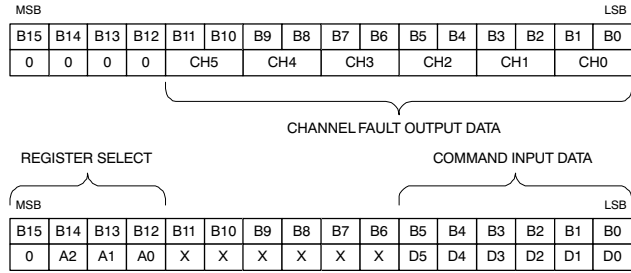 MSB LSB
B15 B14 B13 B12 B11 B10 B9 B8 B7 B6 B5 B4 B3 B2 B1 B0
0 0 0 0 CH5 CH4 CH3 CH2 CH1 CH0
CHANNEL FAULT OUTPUT DATA
REGISTER SELECT COMMAND INPUT DATA
MSB LSB
B15 B14 B13 B12 B11 B10 B9 B8 B7 B6 B5 B4 B3 B2 B1 B0
0 A2 A1 A0 X X X X X X D5 D4 D3 D2 D1 D0